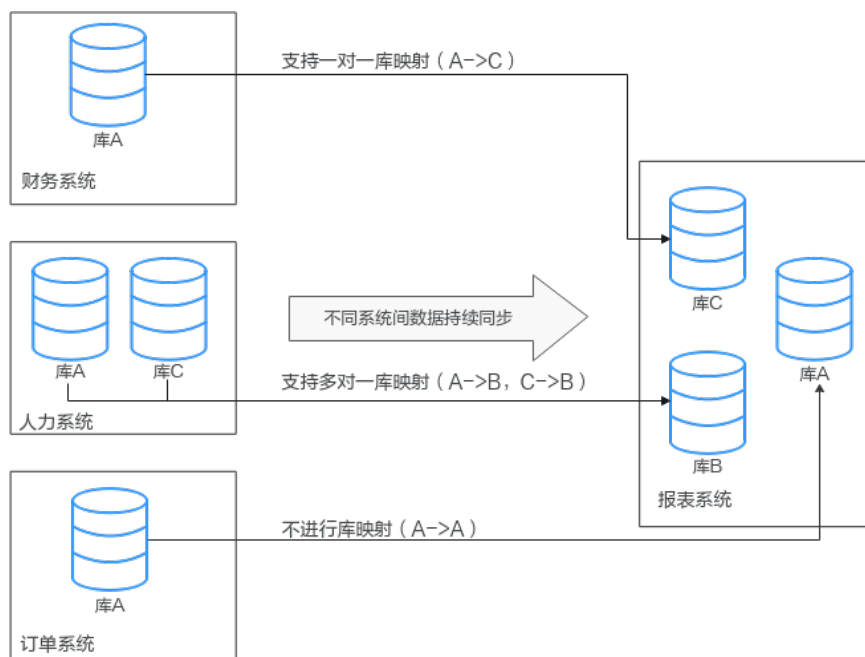 支持一对一库映射（A->C）
库A
财务系统
库C
库A
库A
库C
不同系统间数据持续同步
支持多对一库映射（A->B，C->B）
人力系统
库B
报表系统
不进行库映射（A->A）
库A
订单系统